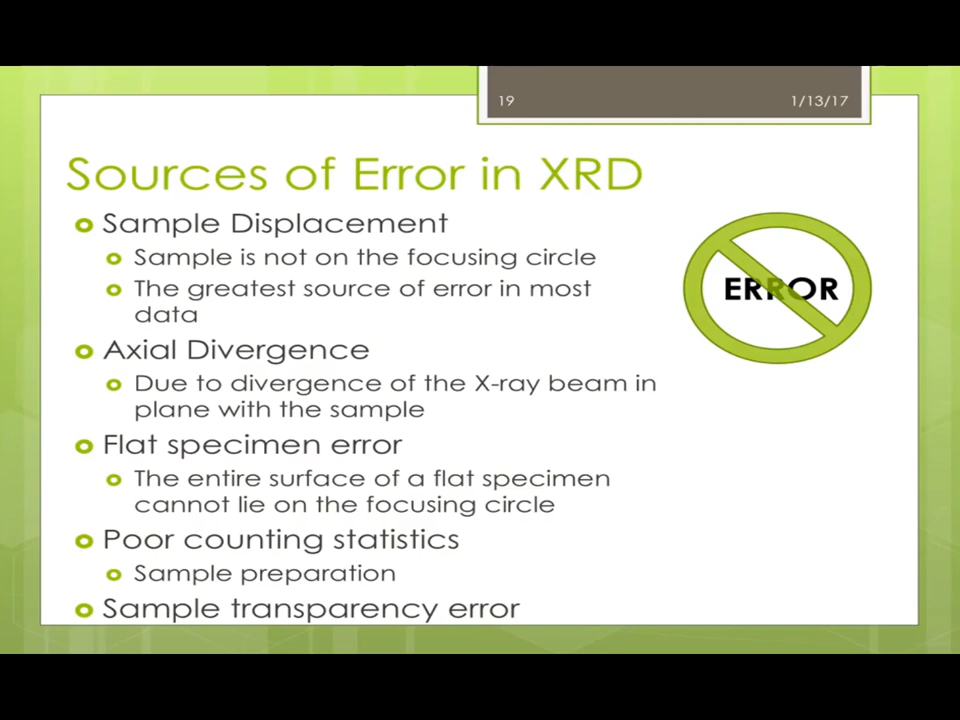 19
1/13/17
Sources of Error in XRD
Sample Displacement
Sample is not on the focusing circle
The greatest source of error in most
data
Axial Divergence
Due to divergence of the X-ray beam in
plane with the sample
Flat specimen error
The entire surface of a flat specimen
cannot lie on the focusing circle
Poor counting statistics
Sample preparation
Sample transparency error
ERROR